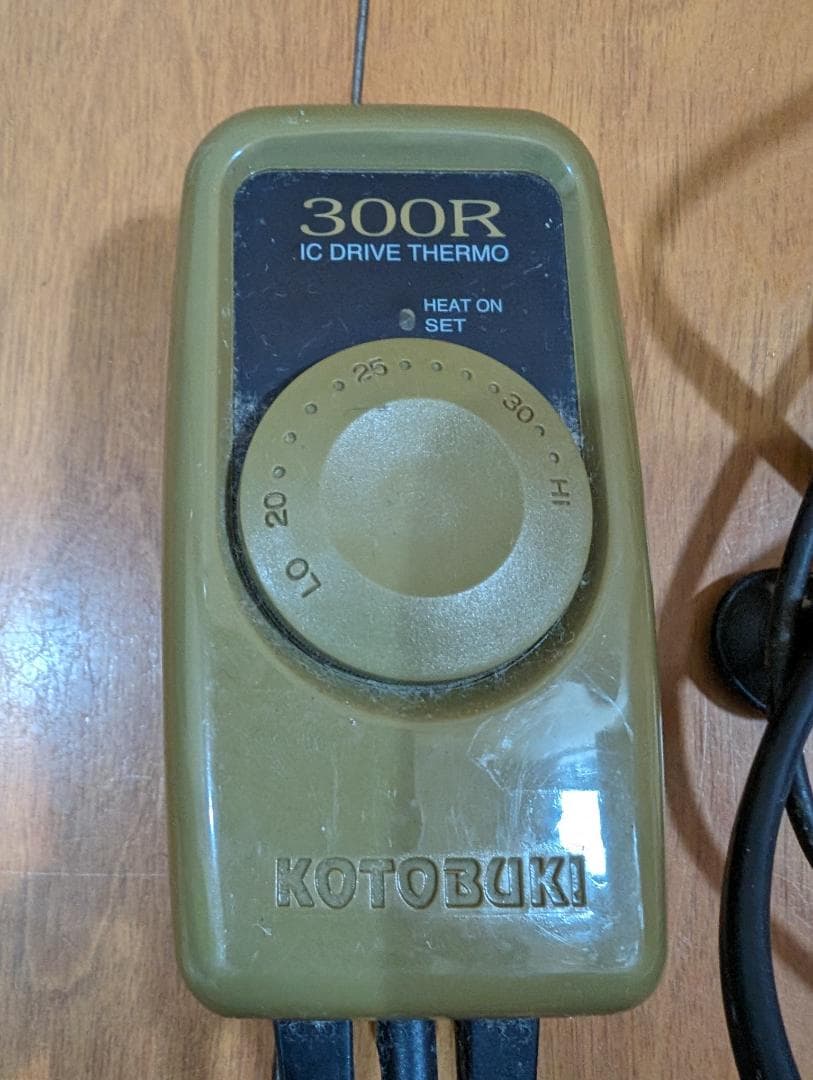 300R
IC DRIVE THERMO
HEAT ON
SET
LO 20 25 30 HI
KOTOBUKI